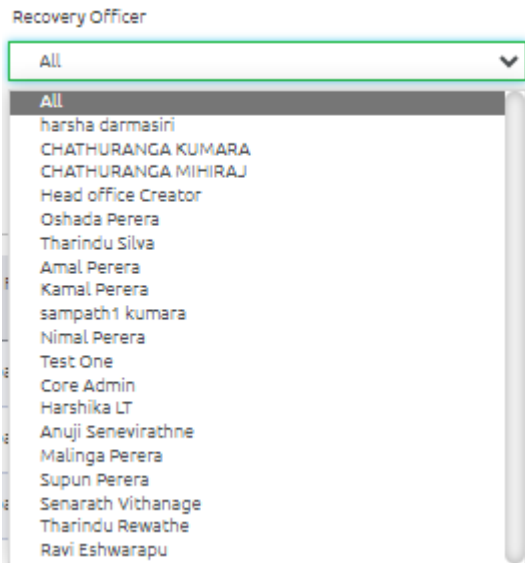 Recovery Officer
All
All
harsha darmasiri
CHATHURANGA KUMARA
CHATHURANGA MIHIRAJ
Head office Creator
Oshada Perera
Tharindu Silva
Amal Perera
Kamal Perera
sampath1 kumara
Nimal Perera
Test One
Core Admin
Harshika LT
Anuji Senevirathne
Malinga Perera
Supun Perera
Senarath Vithanage
Tharindu Rewathe
Ravi Eshwarapu